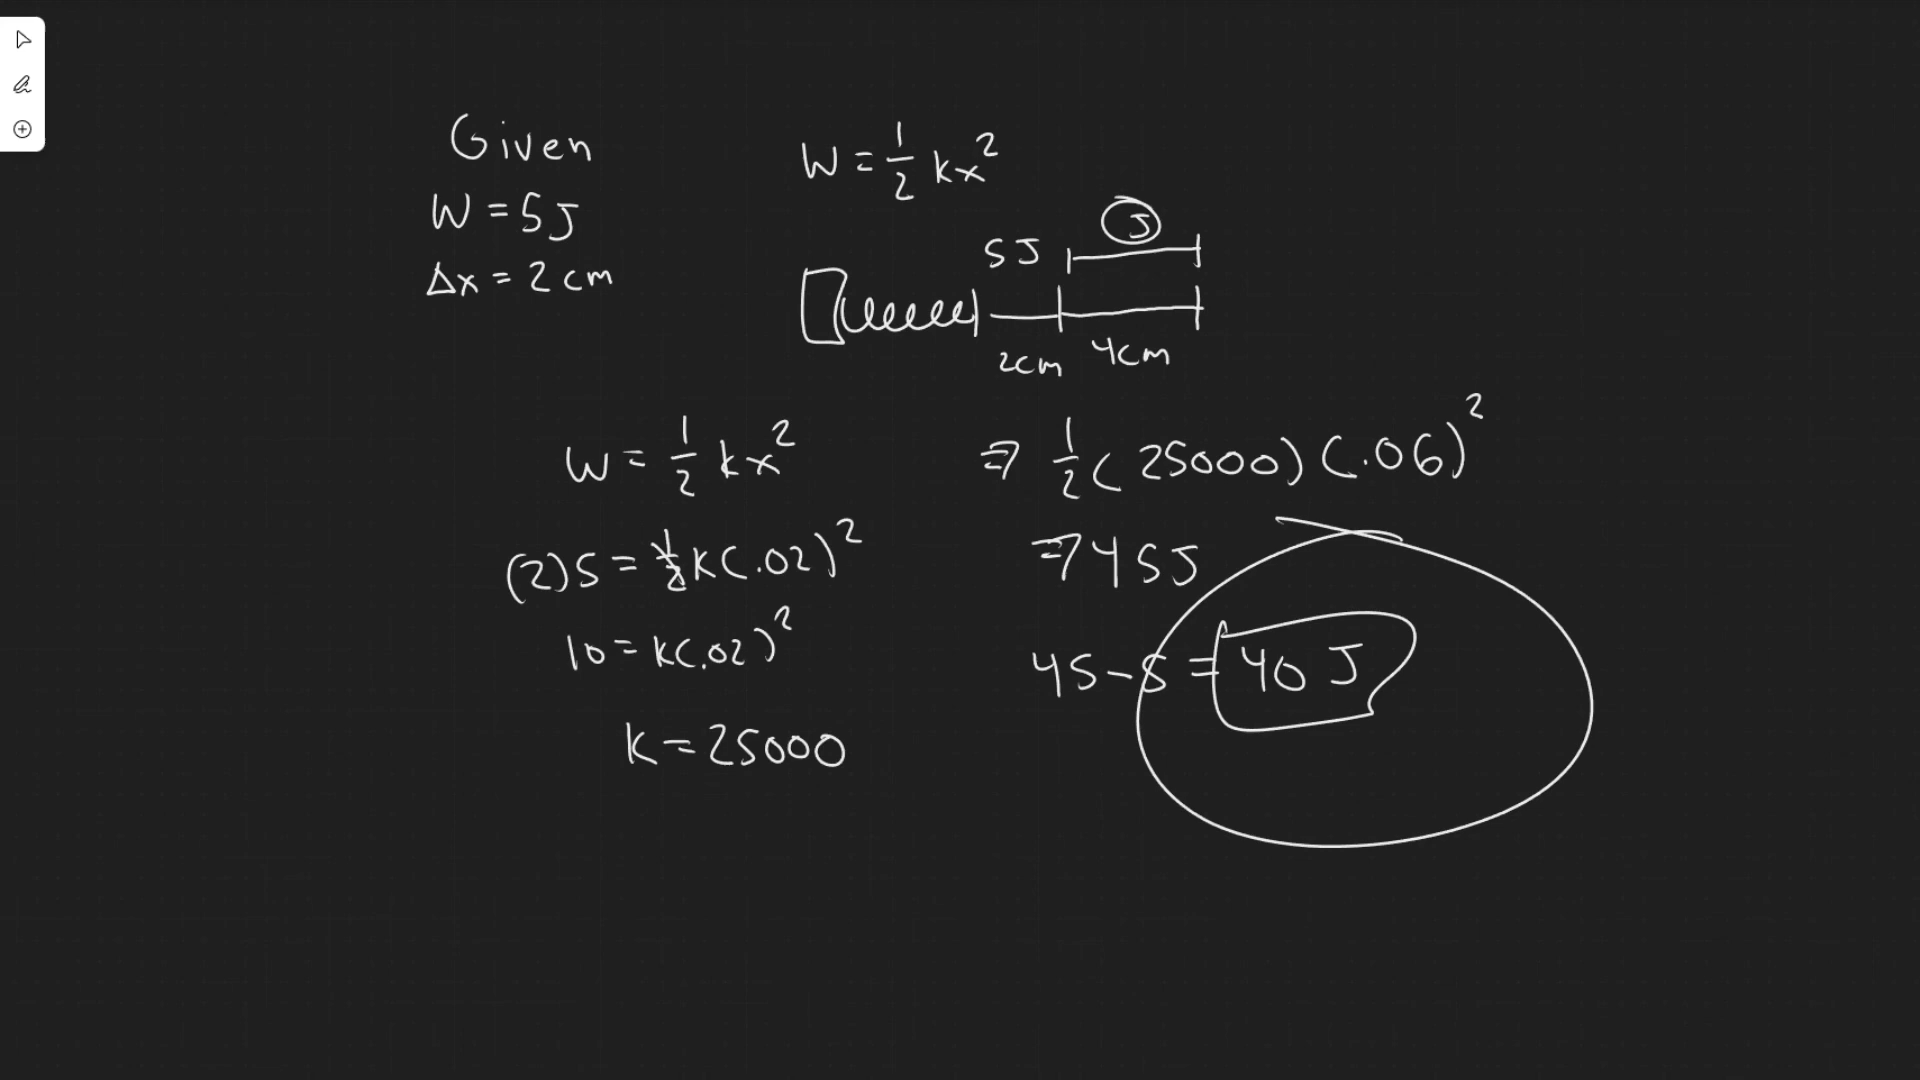 Given
W = 5J
Δx = 2cm
W = 1/2 kx²
J
5J
2cm 4cm
W = 1/2 kx²
(2)5 = 1/2 k(.02)²
10 = k(.02)²
k = 25000
⇒ 1/2 (25000)(.06)²
⇒ 45J
45 - 5 = 40 J